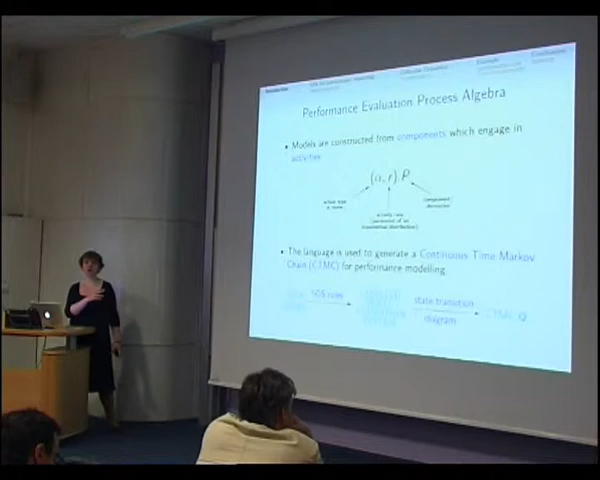 Introduction
Performance Evaluation Process Algebra
• Models are constructed from components which engage in
activities
(α, r).P
action type
or name
activity rate
(parameter of an
exponential distribution)
component/
derivative
• The language is used to generate a Continuous Time Markov
Chain (CTMC) for performance modelling
SOS rules
state transition
diagram
CTMC Q